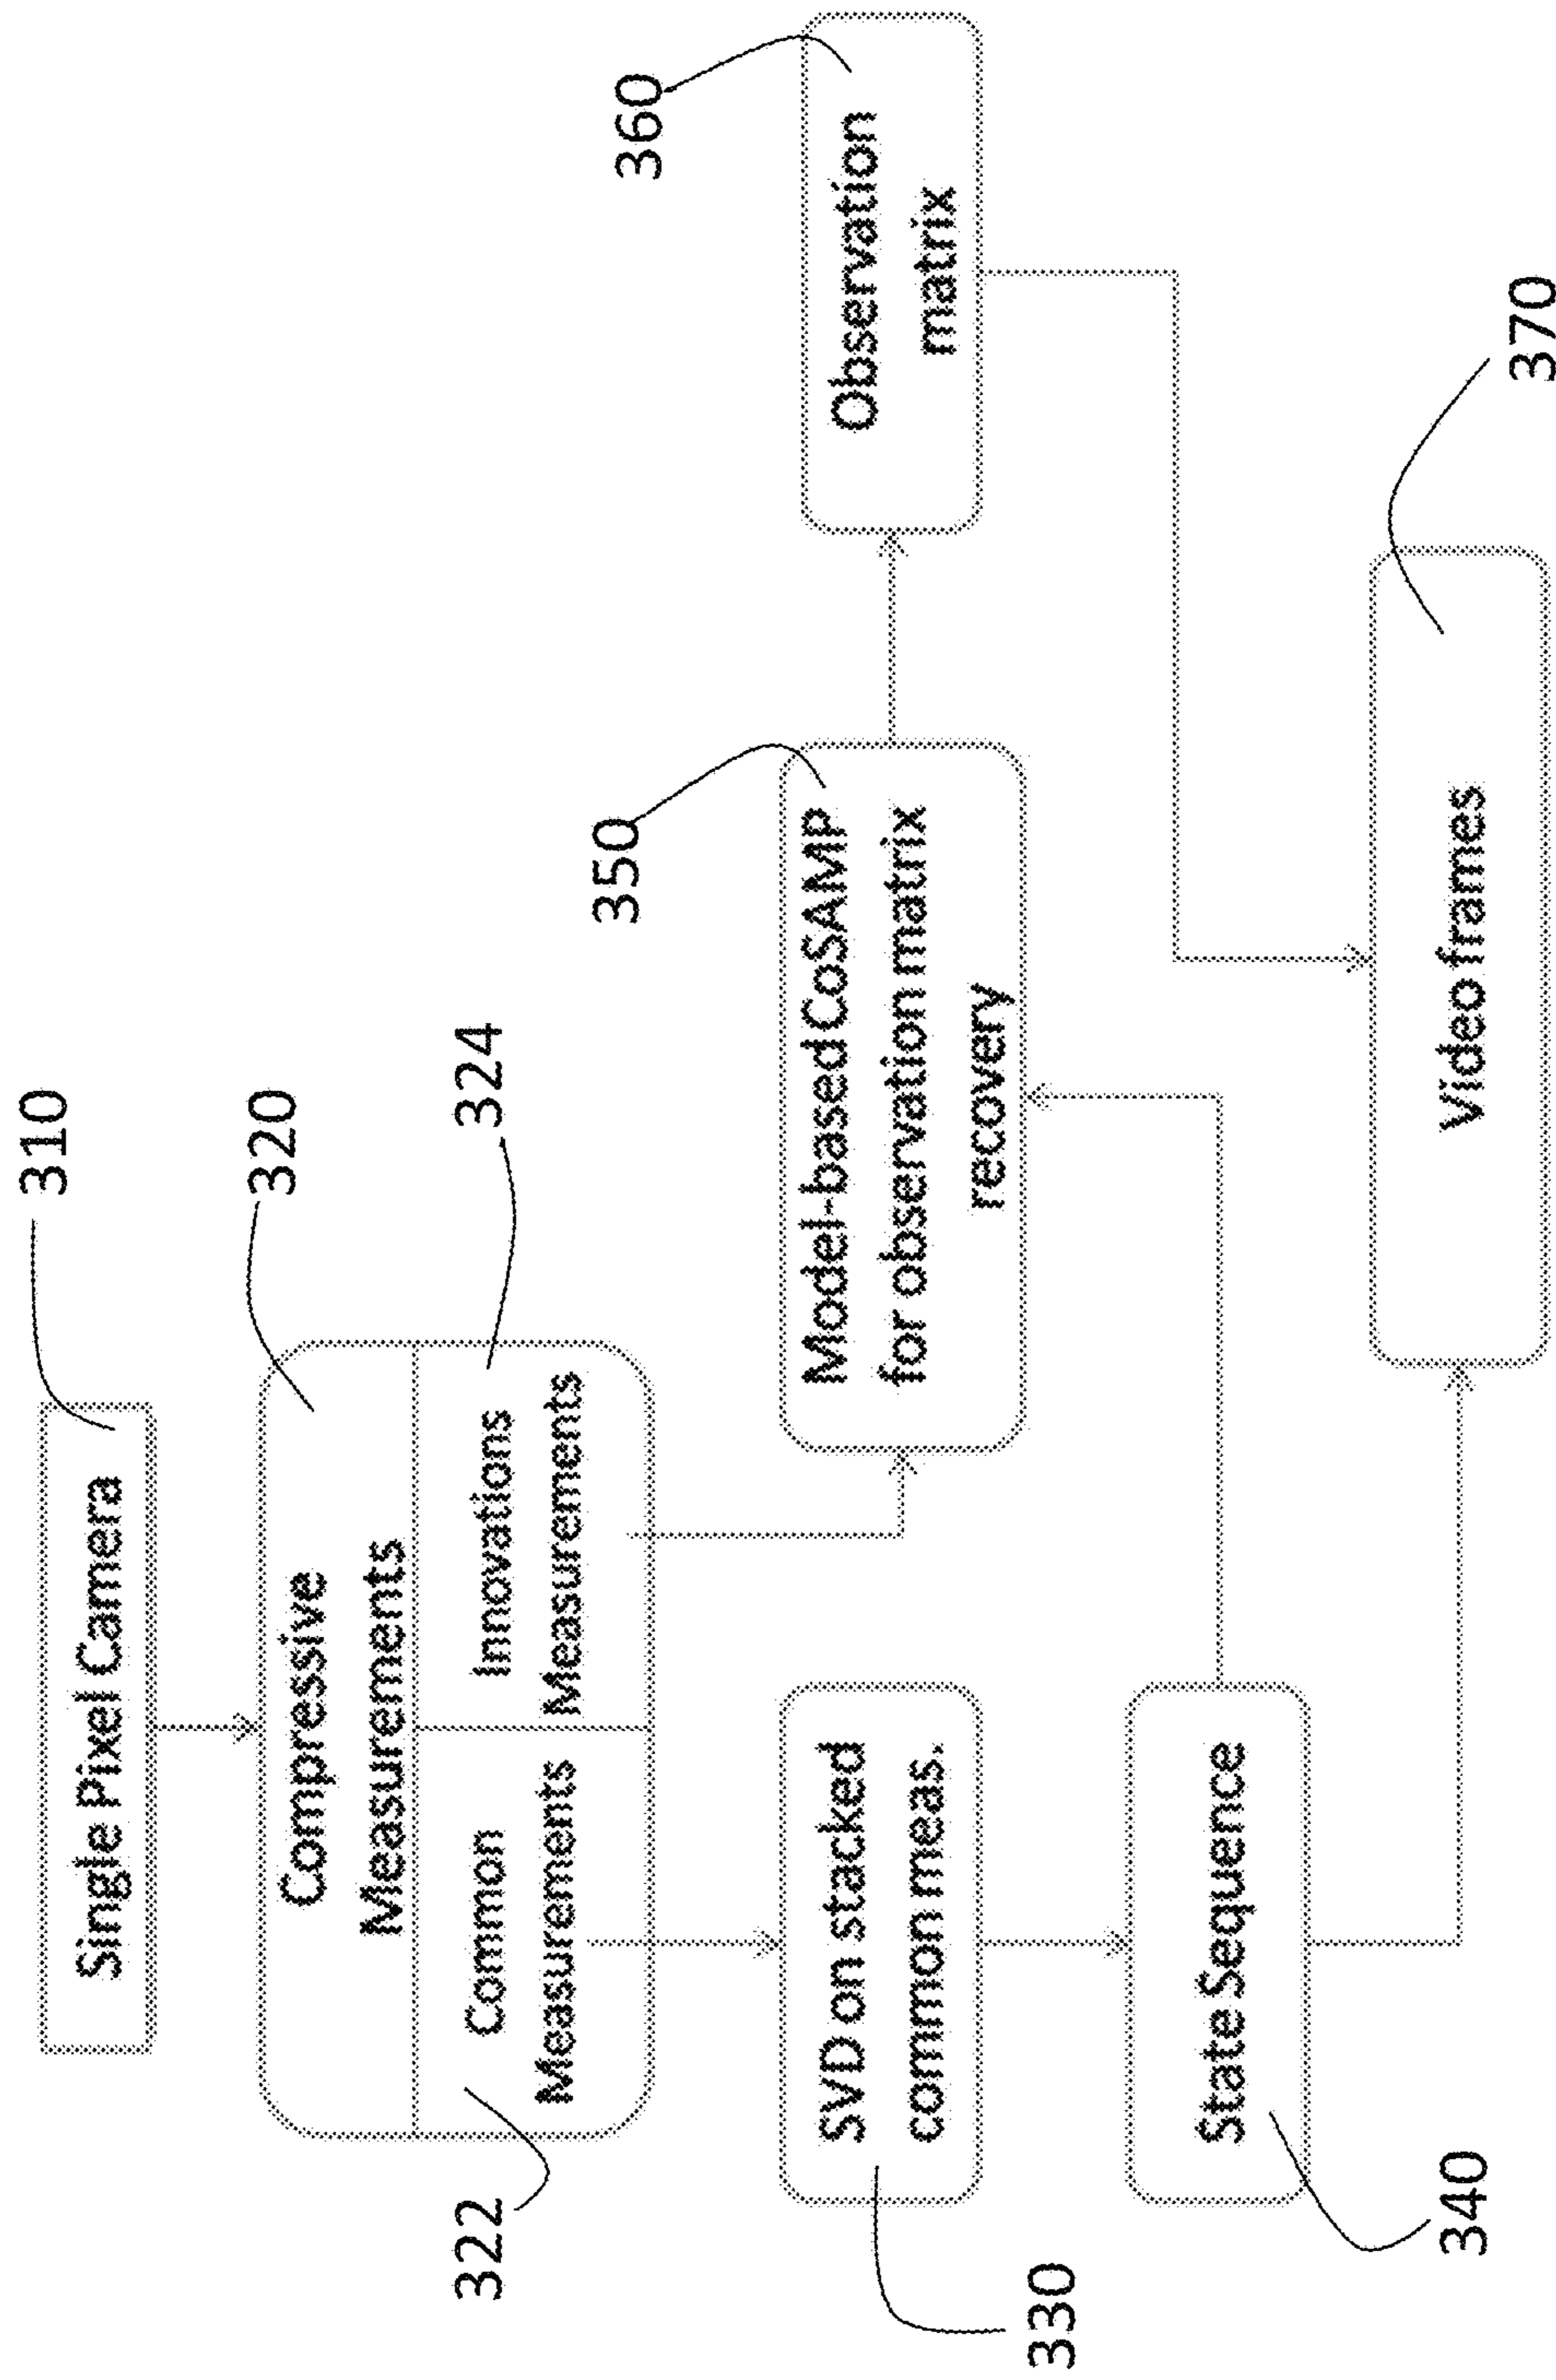 310
Single Pixel Camera
320
Compressive
Measurements
322
Common
Measurements
324
Innovations
Measurements
330
SVD on stacked
common meas.
340
State Sequence
350
Model-based CoSAMP
for observation matrix
recovery
360
Observation
matrix
370
Video frames